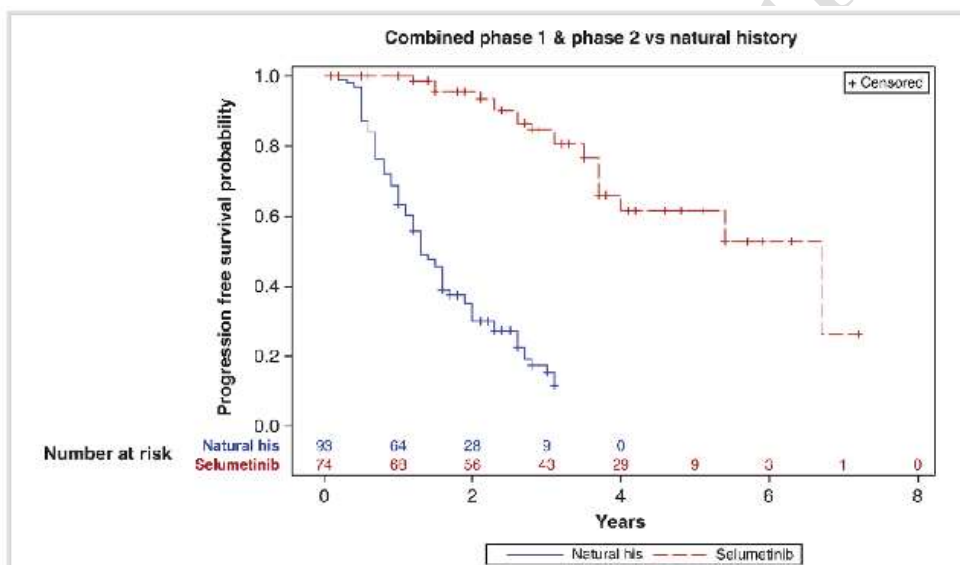 Combined phase 1 & phase 2 vs natural history
+ Censored
Progression free survival probability
1.0
0.8
0.6
0.4
0.2
0.0
Number at risk
Natural his 93 64 28 9 0
Selumetinib 74 68 56 43 29 9 3 1 0
0 2 4 6 8
Years
Natural his Selumetinib